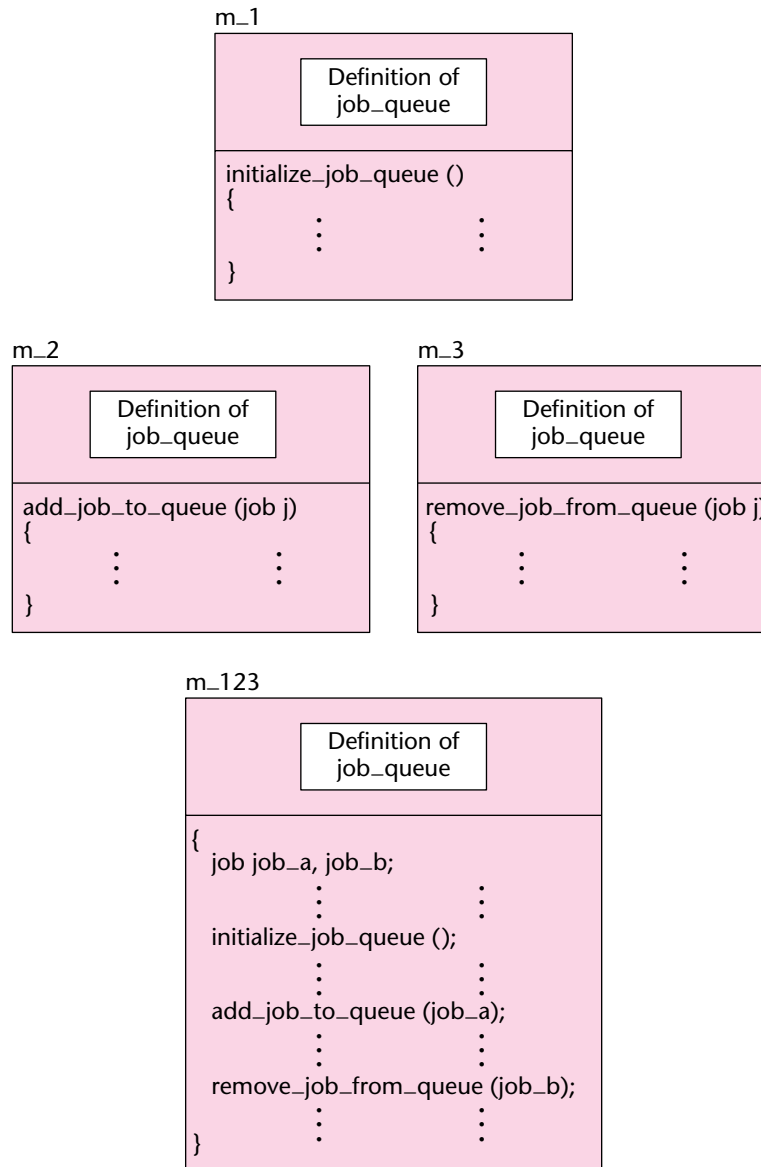 m_1
Definition of
job_queue
initialize_job_queue ()
{
}
m_2
Definition of
job_queue
add_job_to_queue (job j)
{
}
m_3
Definition of
job_queue
remove_job_from_queue (job j)
{
}
m_123
Definition of
job_queue
{
job job_a, job_b;
initialize_job_queue ();
add_job_to_queue (job_a);
remove_job_from_queue (job_b);
}